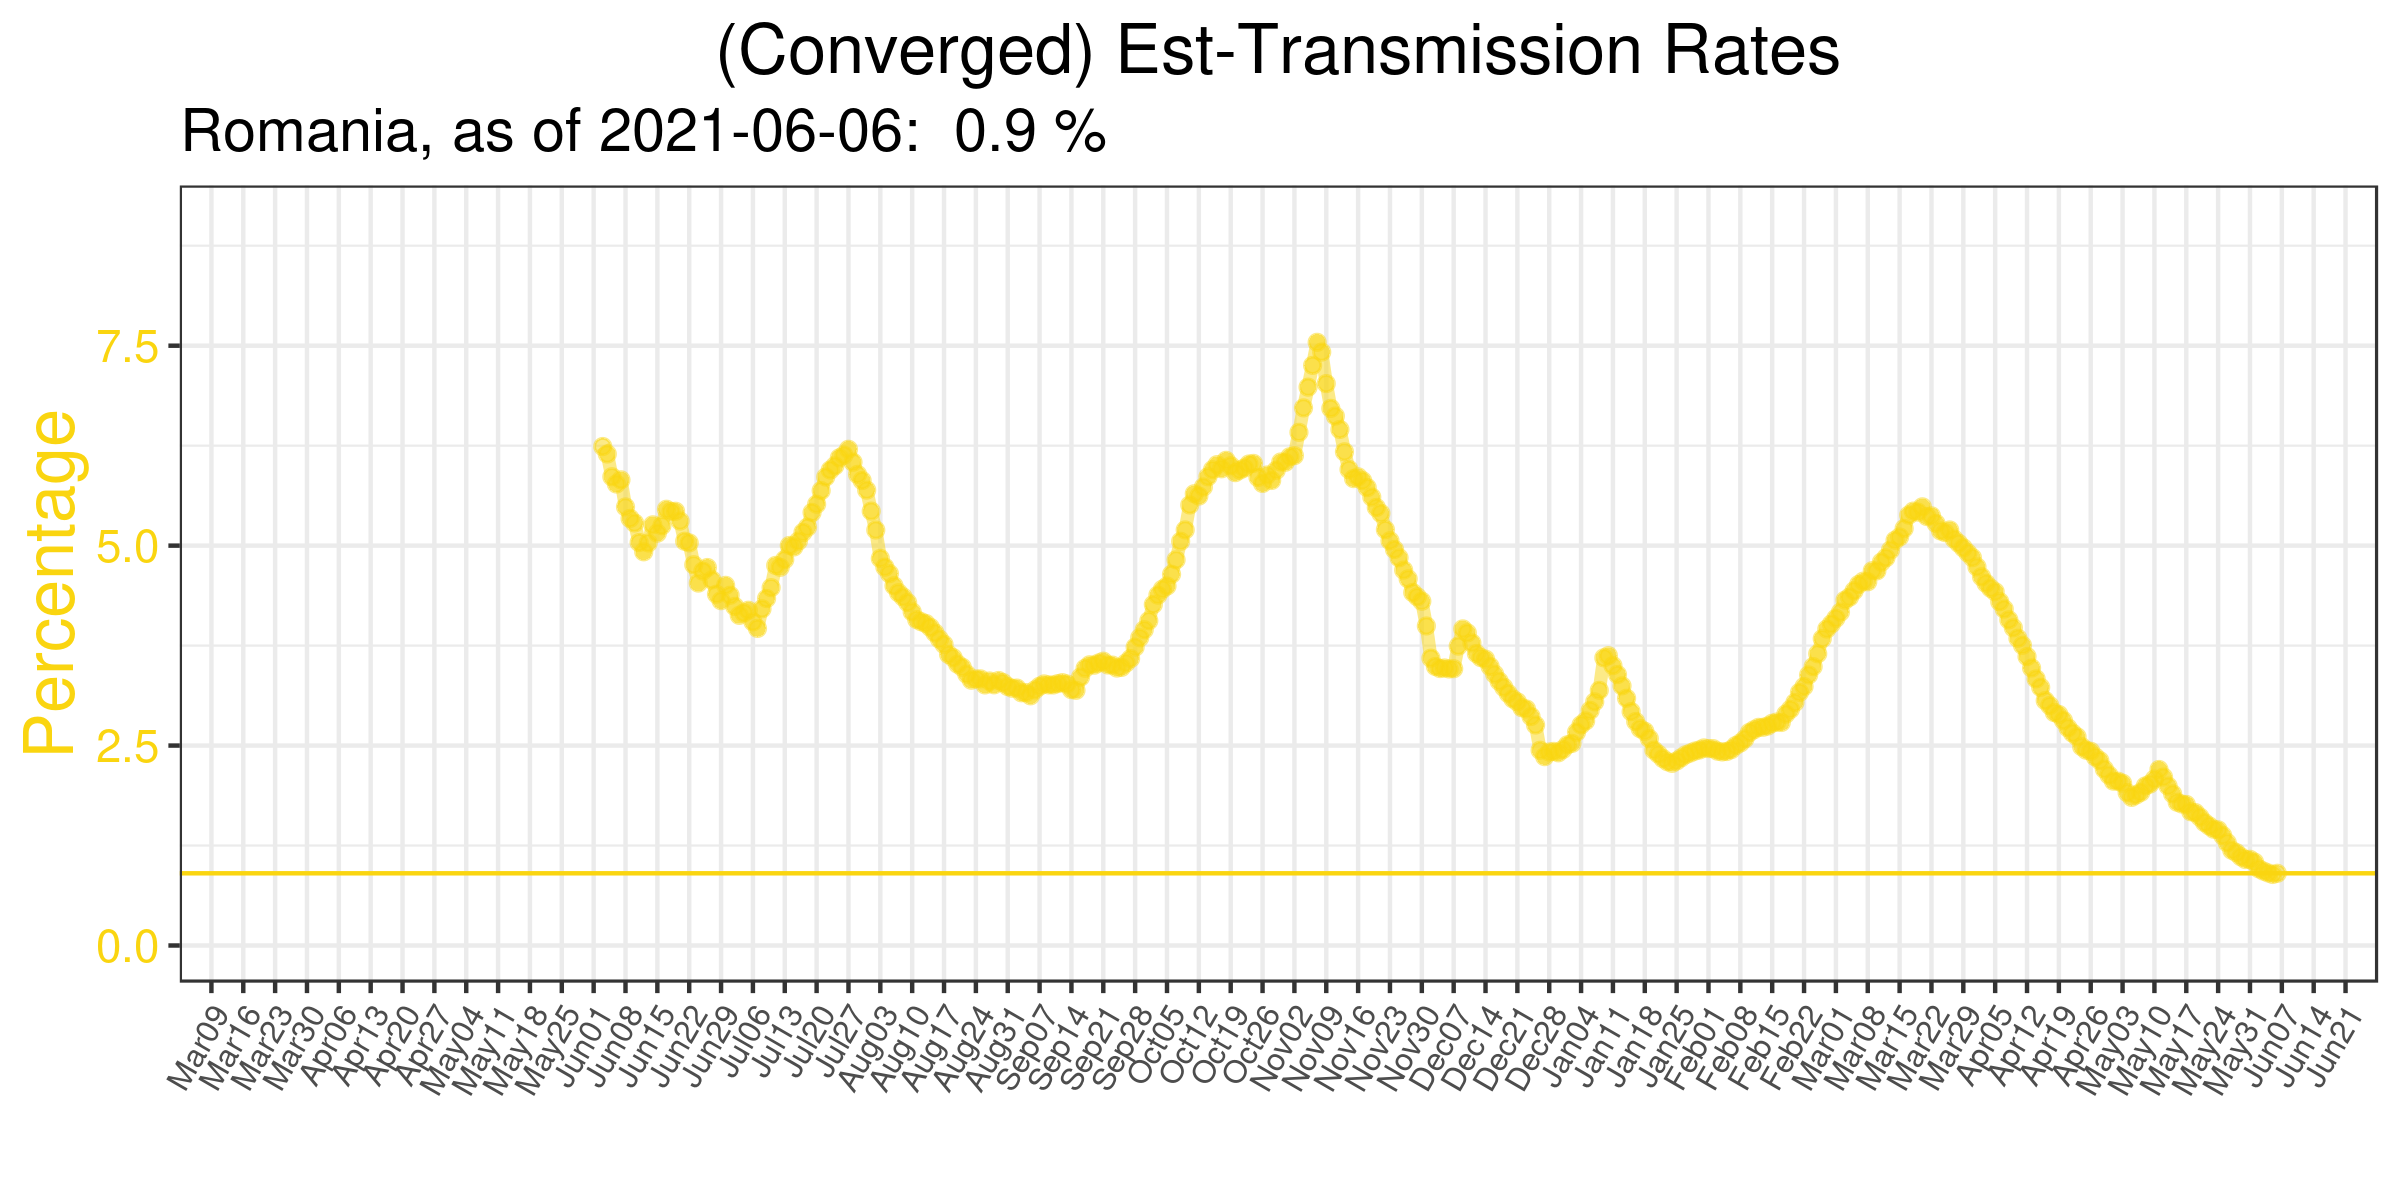 (Converged) Est-Transmission Rates
Romania, as of 2021-06-06:  0.9 %
Percentage
7.5
5.0
2.5
0.0
Mar09
Mar16
Mar23
Mar30
Apr06
Apr13
Apr20
Apr27
May04
May11
May18
May25
Jun01
Jun08
Jun15
Jun22
Jun29
Jul06
Jul13
Jul20
Jul27
Aug03
Aug10
Aug17
Aug24
Aug31
Sep07
Sep14
Sep21
Sep28
Oct05
Oct12
Oct19
Oct26
Nov02
Nov09
Nov16
Nov23
Nov30
Dec07
Dec14
Dec21
Dec28
Jan04
Jan11
Jan18
Jan25
Feb01
Feb08
Feb15
Feb22
Mar01
Mar08
Mar15
Mar22
Mar29
Apr05
Apr12
Apr19
Apr26
May03
May10
May17
May24
May31
Jun07
Jun14
Jun21